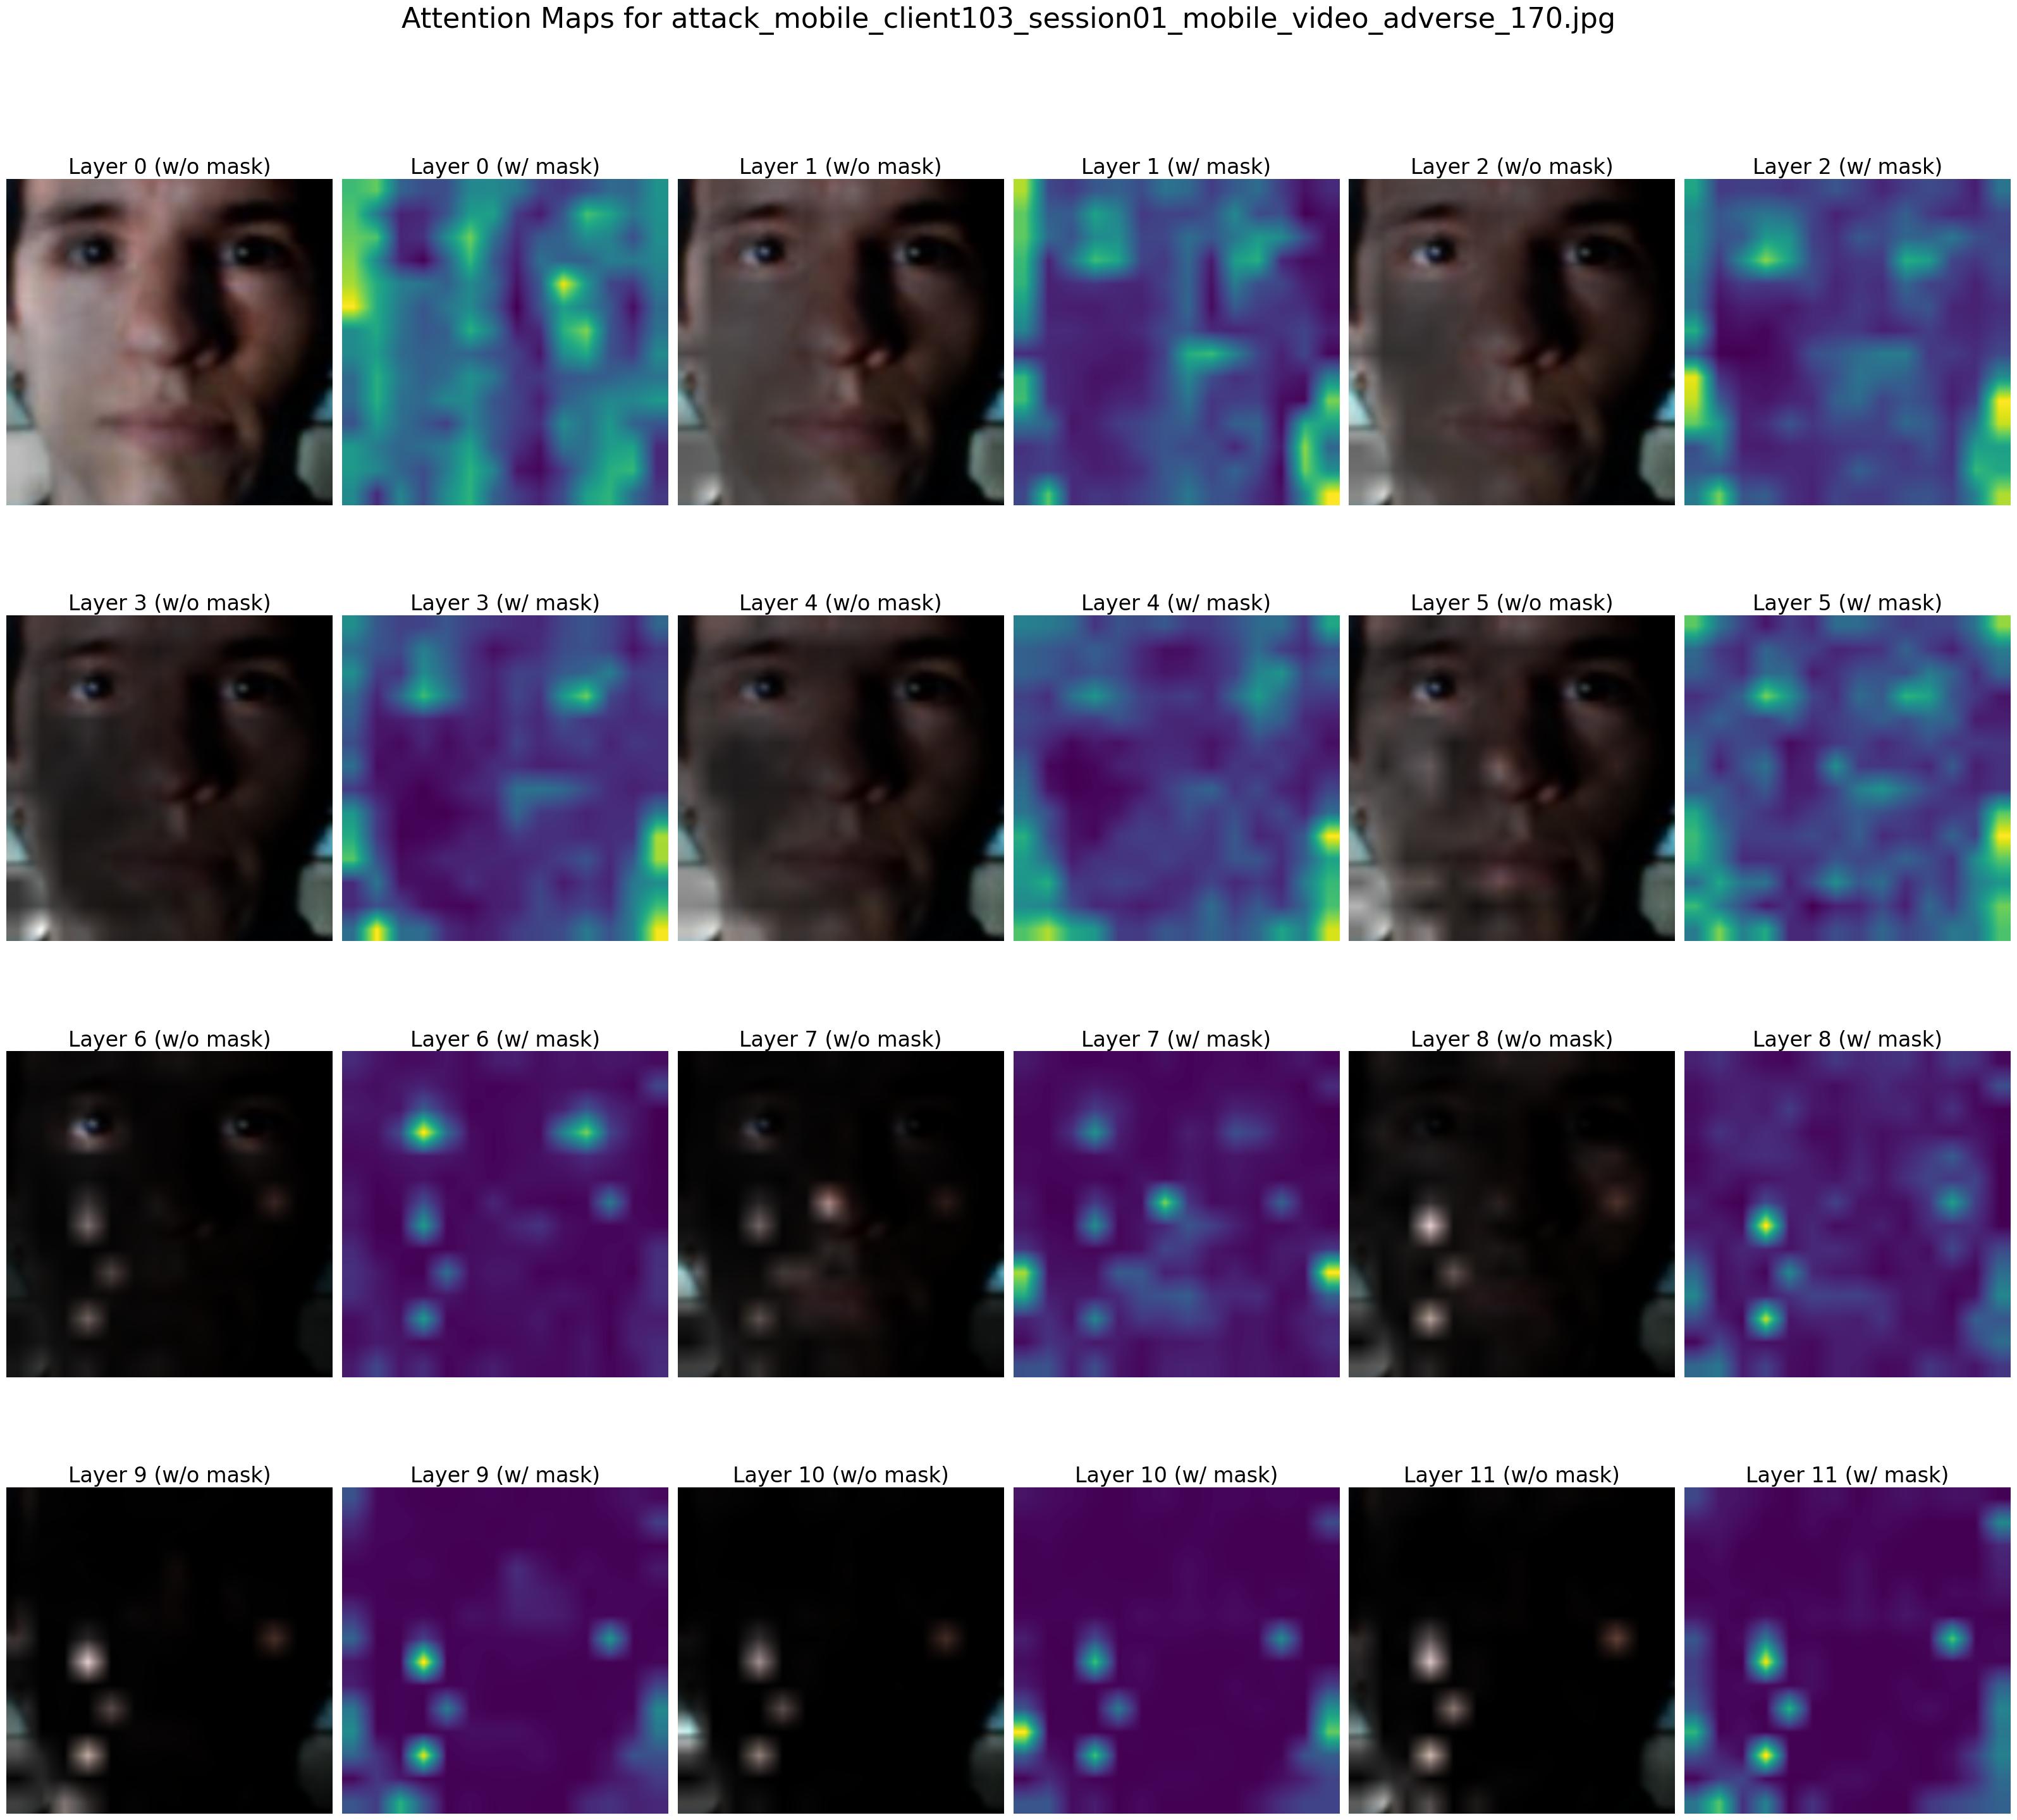 Attention Maps for attack_mobile_client103_session01_mobile_video_adverse_170.jpg
Layer 0 (w/o mask)
Layer 0 (w/ mask)
Layer 1 (w/o mask)
Layer 1 (w/ mask)
Layer 2 (w/o mask)
Layer 2 (w/ mask)
Layer 3 (w/o mask)
Layer 3 (w/ mask)
Layer 4 (w/o mask)
Layer 4 (w/ mask)
Layer 5 (w/o mask)
Layer 5 (w/ mask)
Layer 6 (w/o mask)
Layer 6 (w/ mask)
Layer 7 (w/o mask)
Layer 7 (w/ mask)
Layer 8 (w/o mask)
Layer 8 (w/ mask)
Layer 9 (w/o mask)
Layer 9 (w/ mask)
Layer 10 (w/o mask)
Layer 10 (w/ mask)
Layer 11 (w/o mask)
Layer 11 (w/ mask)